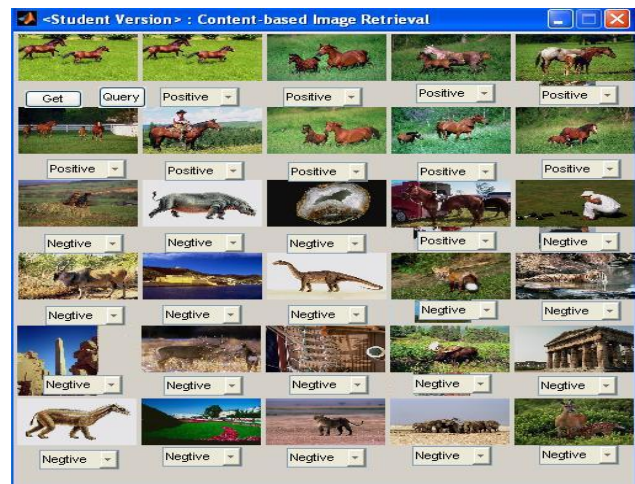 <Student Version> : Content-based Image Retrieval
Get Query Positive Positive Positive Positive
Positive Positive Positive Positive Positive
Negtive Negtive Negtive Positive Negtive
Negtive Negtive Negtive Negtive Negtive
Negtive Negtive Negtive Negtive Negtive
Negtive Negtive Negtive Negtive Negtive